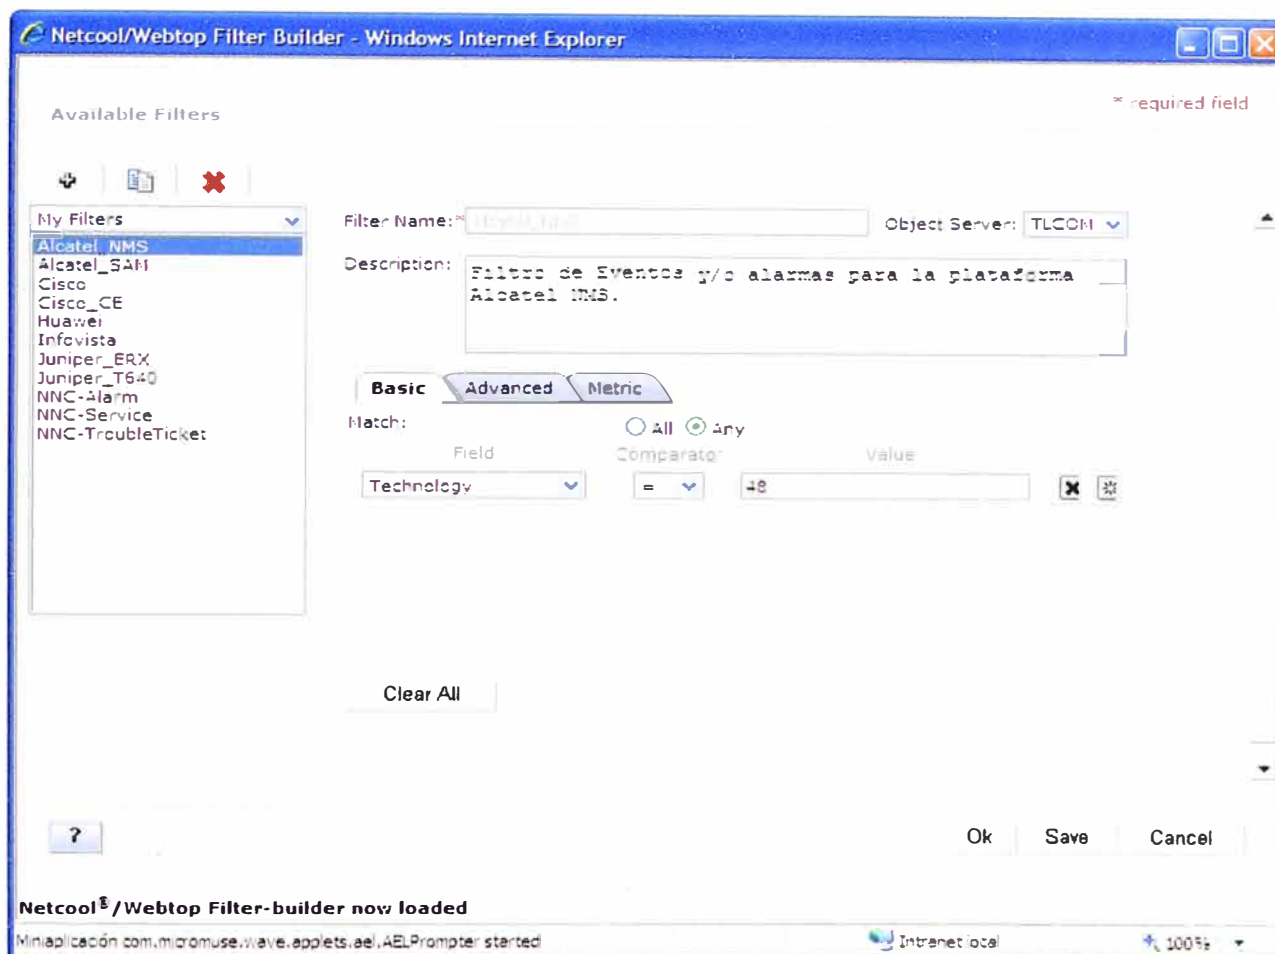 Netcool/Webtop Filter Builder - Windows Internet Explorer
* required field
Available Filters
My Filters
Alcatel_NMS
Alcatel_SAM
Cisco
Cisco_CE
Huawei
Infovista
Juniper_ERX
Juniper_T640
NNC-Alarm
NNC-Service
NNC-TroubleTicket
Filter Name:*
Object Server: TLCOM
Description: Filtro de Eventos y/o alarmas para la plataforma
Alcatel NMS.
Basic Advanced Metric
Match: All Any
Field Comparator Value
Technology = 48
Clear All
?
Ok Save Cancel
Netcool®/Webtop Filter-builder now loaded
Miniaplicación com.micromuse.wave.applets.ael.AELPrompter started Intranet local 100%